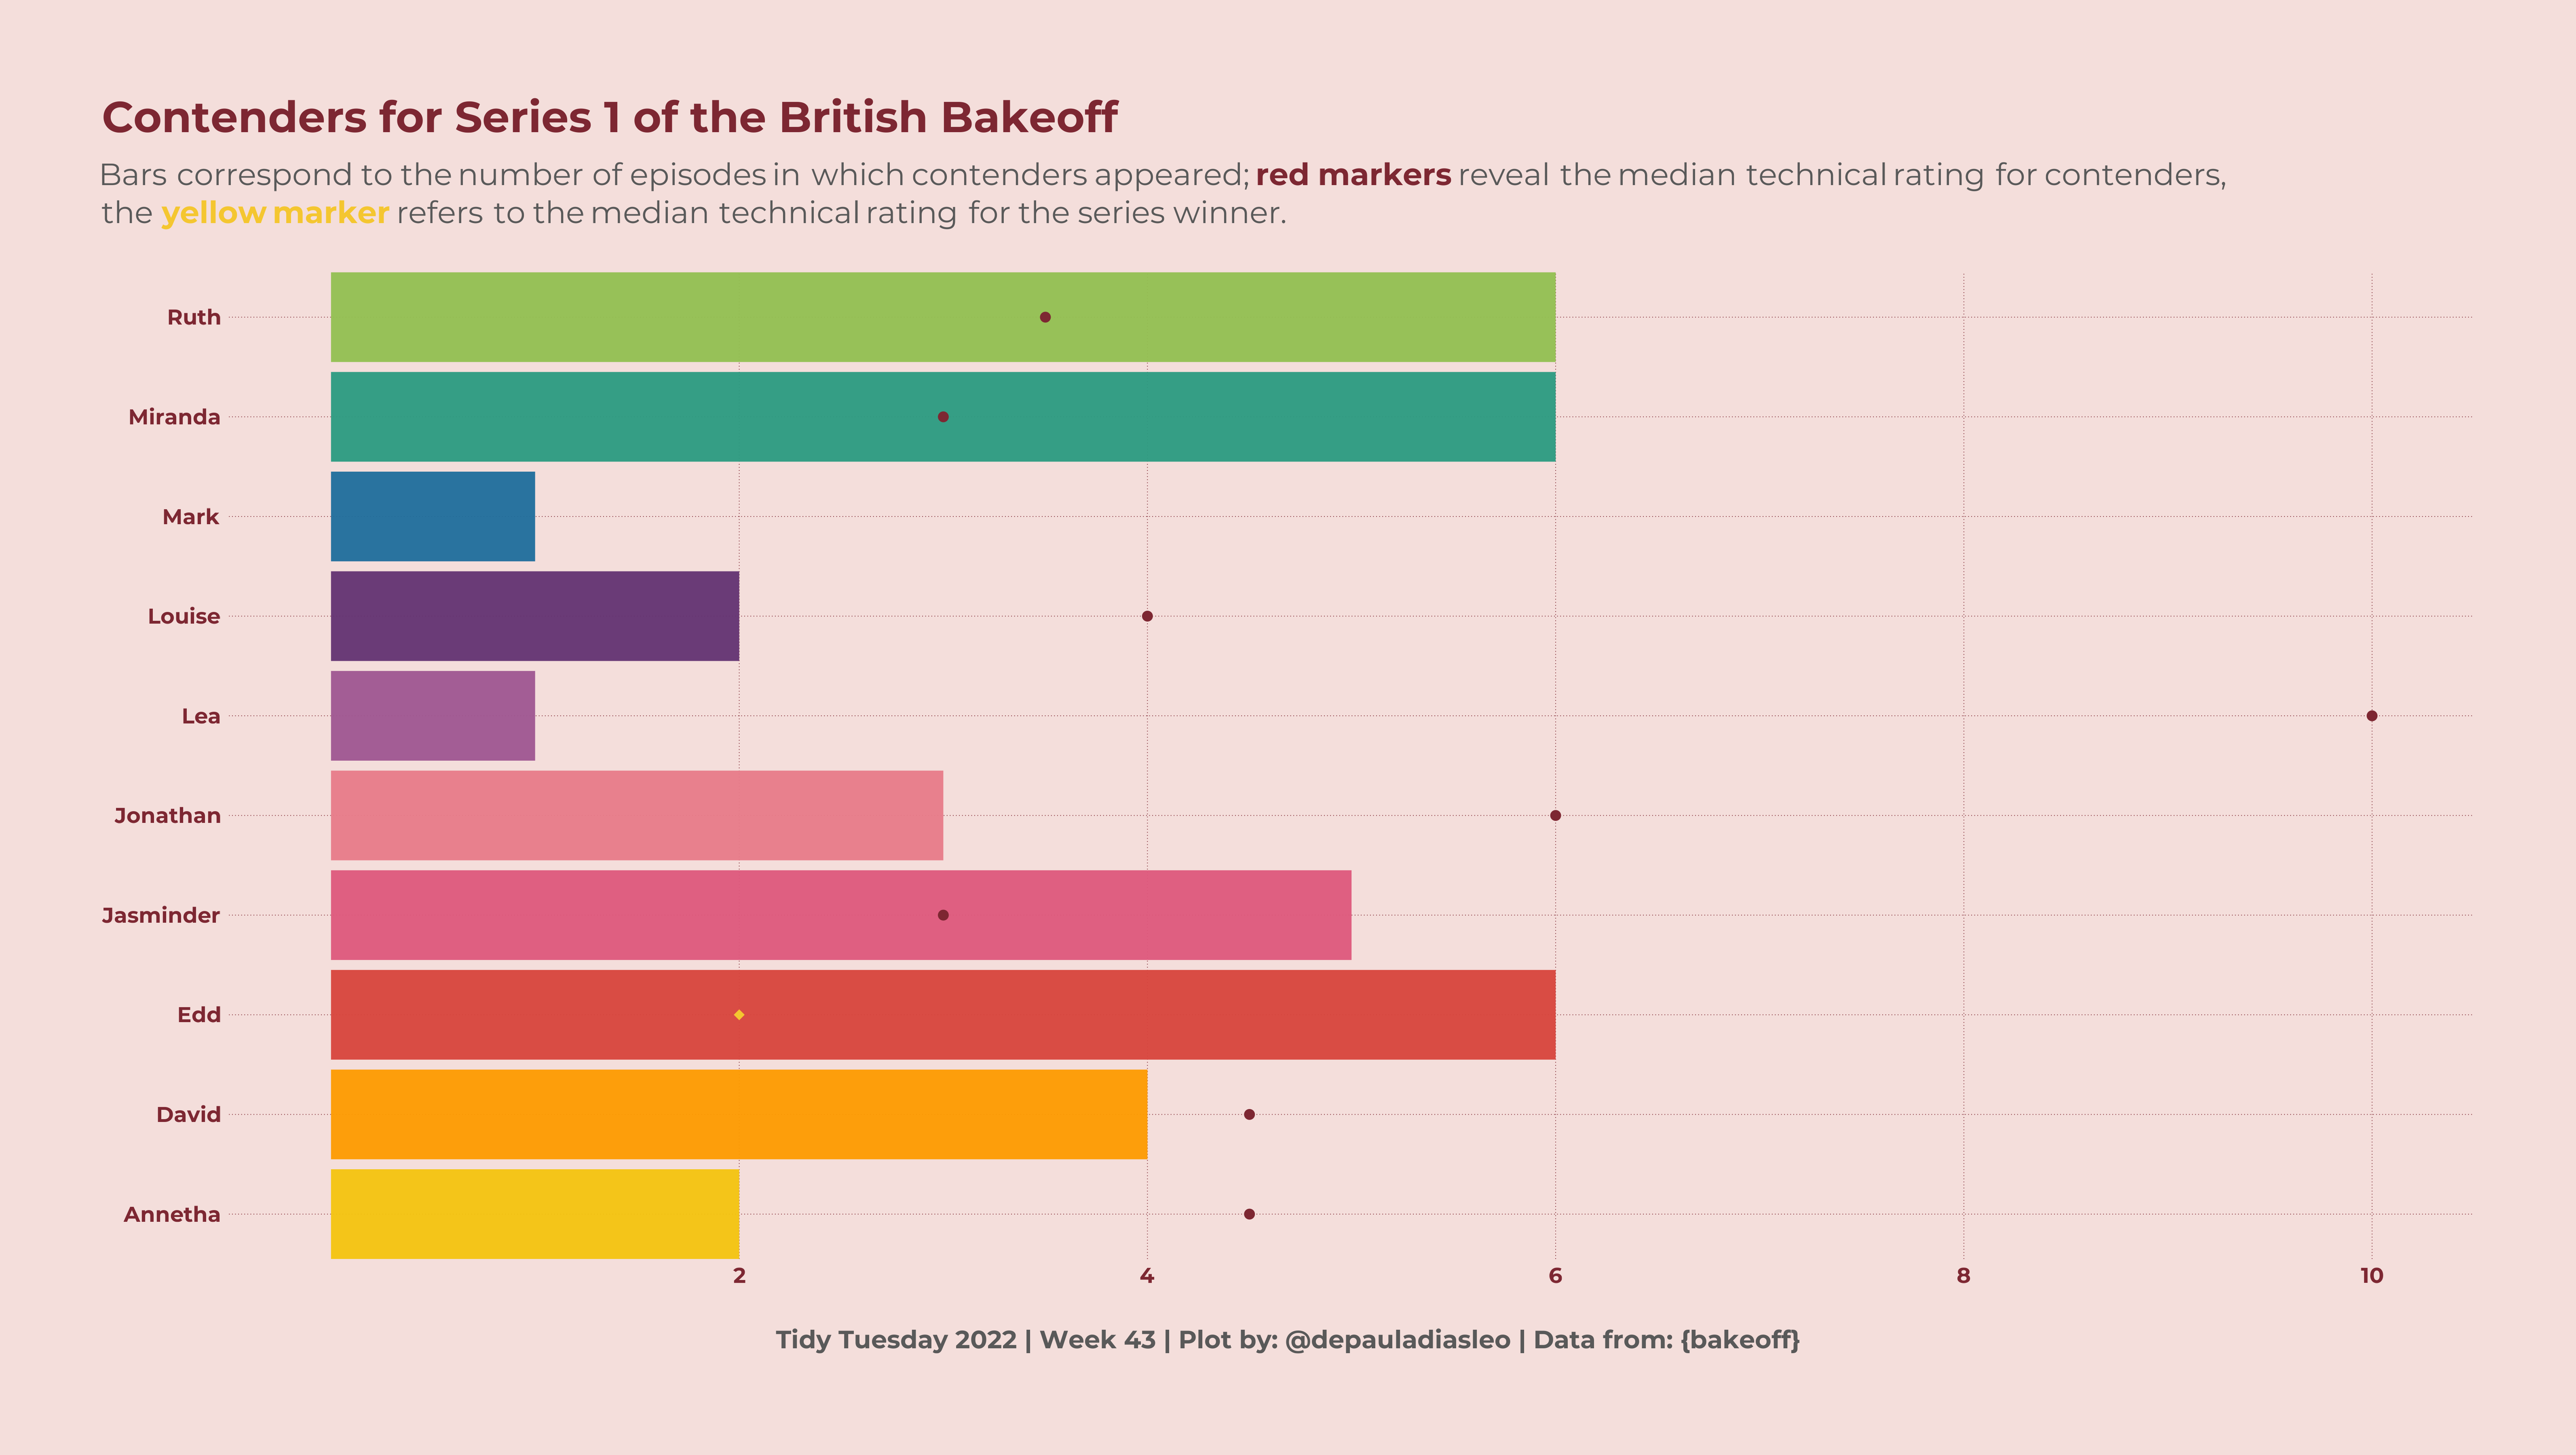 Contenders for Series 1 of the British Bakeoff
Bars correspond to the number of episodes in which contenders appeared; red markers reveal the median technical rating for contenders,
the yellow marker refers to the median technical rating for the series winner.
Ruth
Miranda
Mark
Louise
Lea
Jonathan
Jasminder
Edd
David
Annetha
2 4 6 8 10
Tidy Tuesday 2022 | Week 43 | Plot by: @depauladiasleo | Data from: {bakeoff}